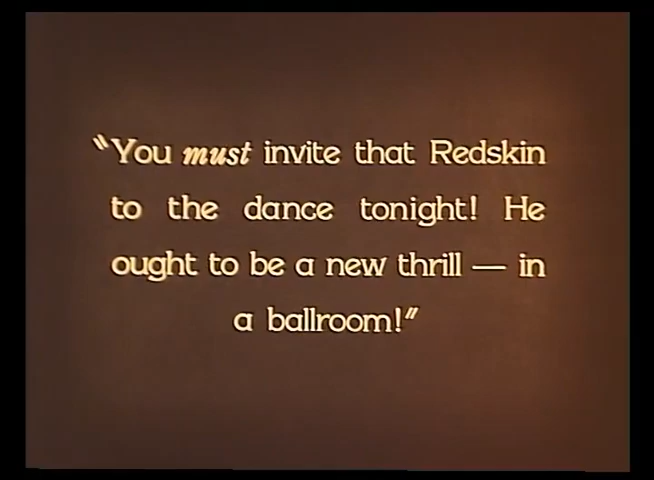 "You must invite that Redskin
to the dance tonight! He
ought to be a new thrill — in
a ballroom!"